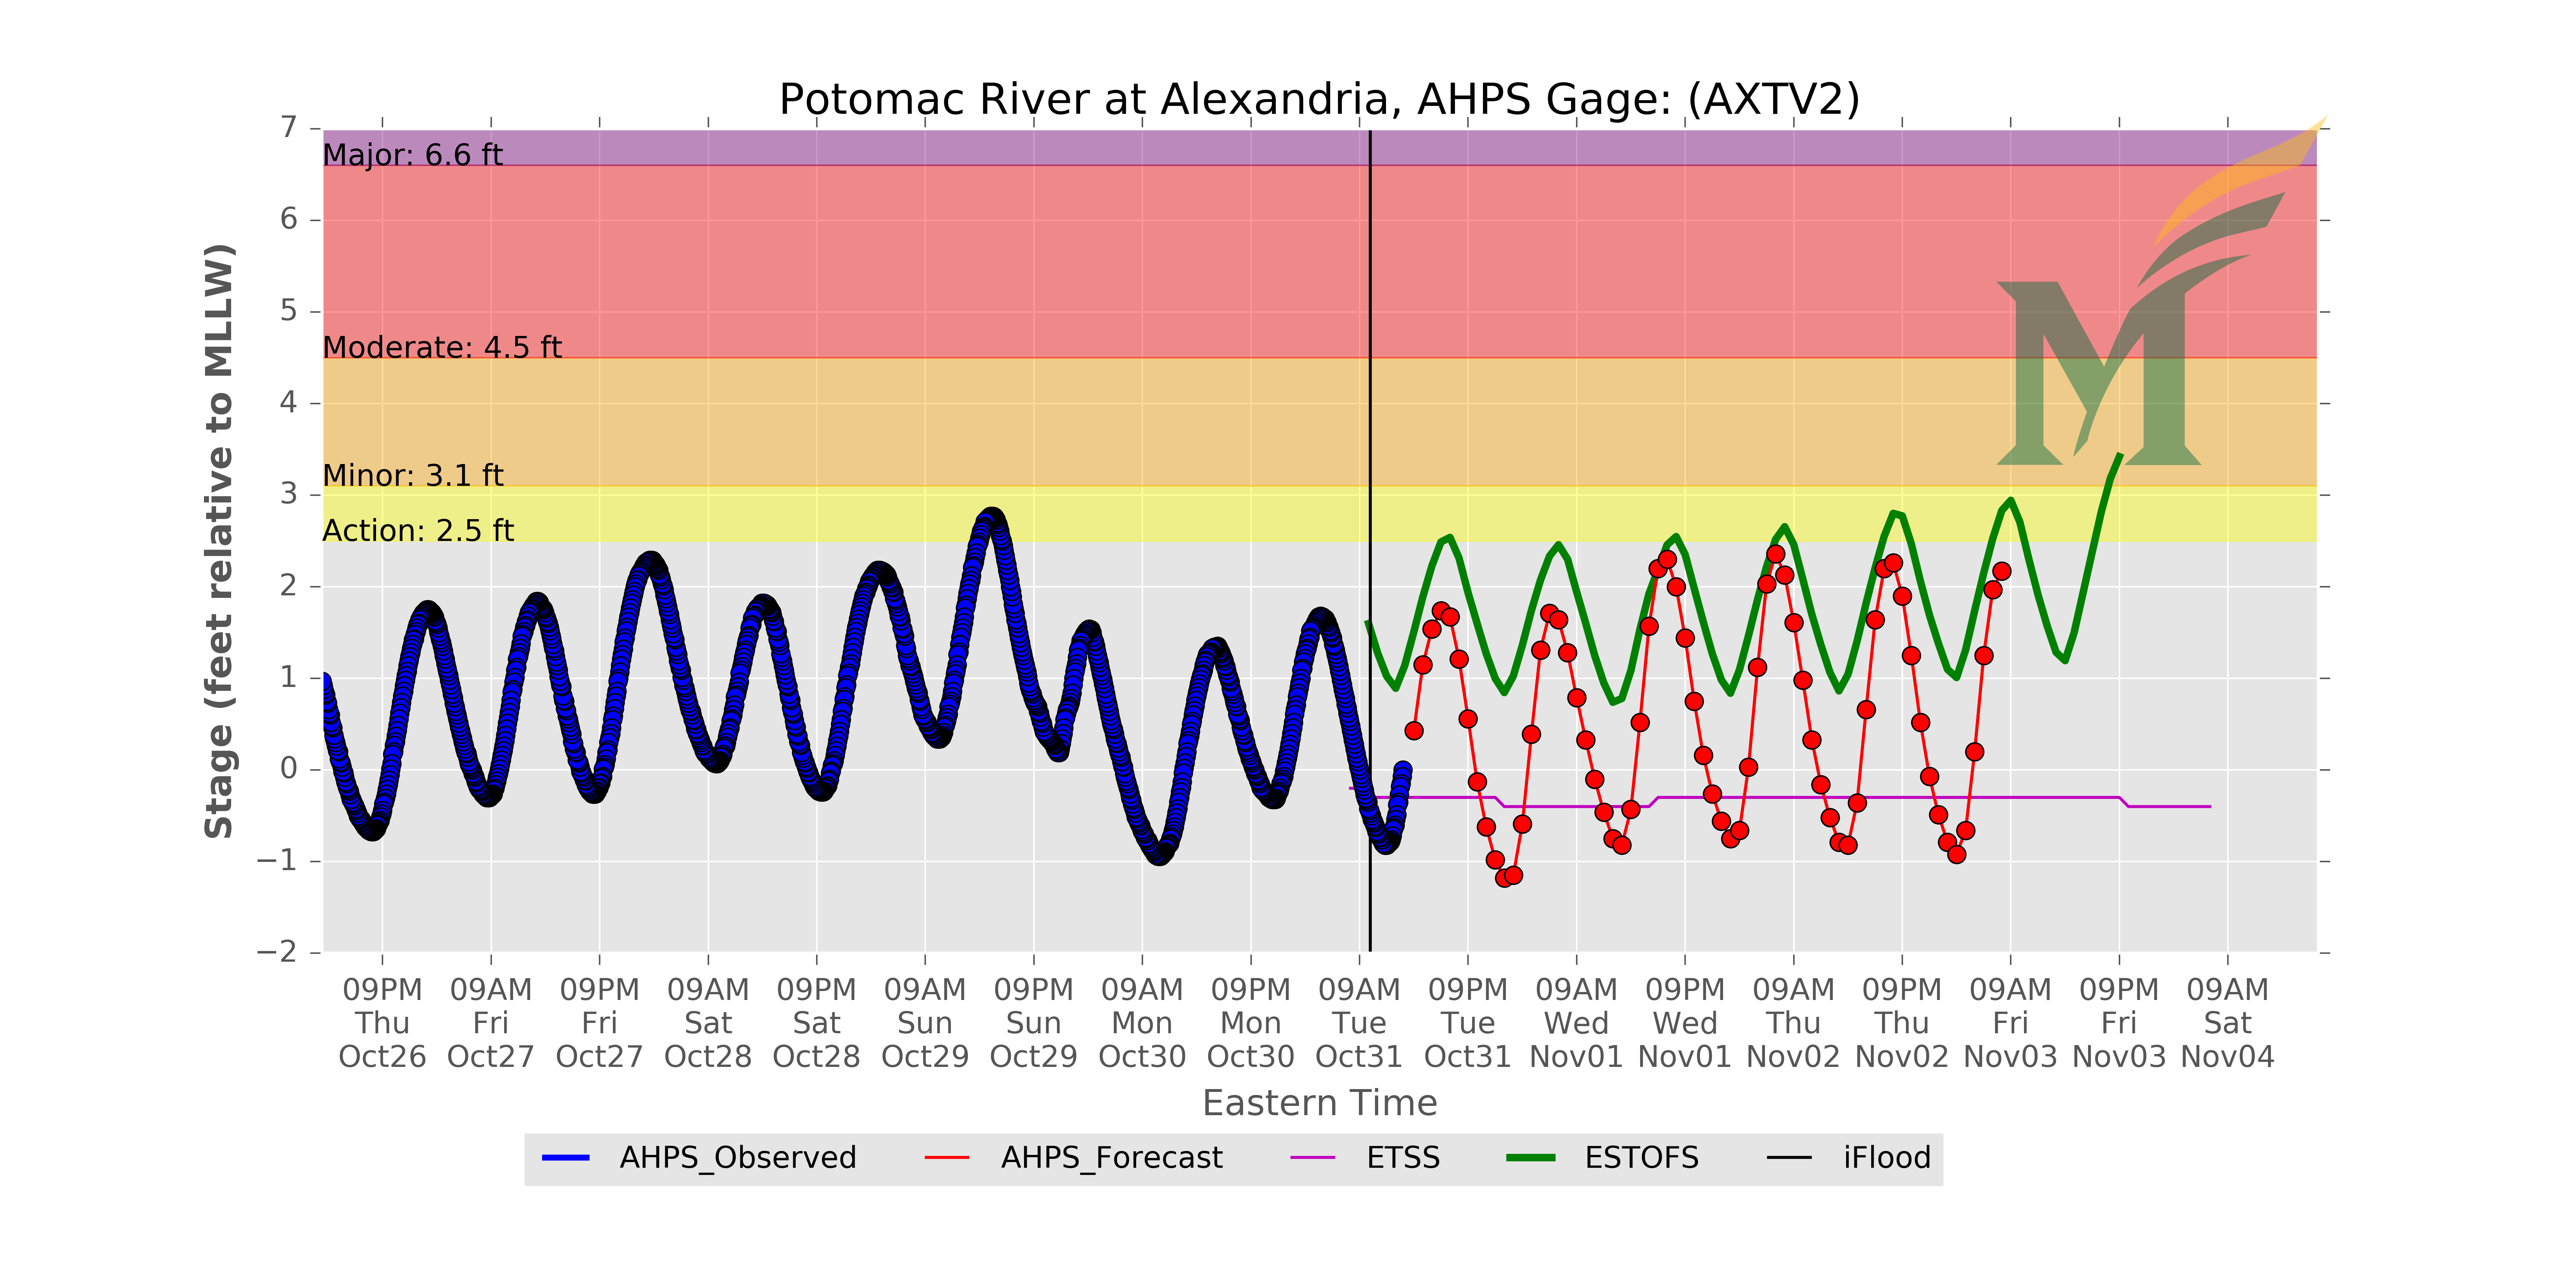 Potomac River at Alexandria, AHPS Gage: (AXTV2)
7
Major: 6.6 ft
6
5
Moderate: 4.5 ft
4
Minor: 3.1 ft
3
Action: 2.5 ft
2
1
0
−1
−2
Stage (feet relative to MLLW)
M
09PM 09AM 09PM 09AM 09PM 09AM 09PM 09AM 09PM 09AM 09PM 09AM 09PM 09AM 09PM 09AM 09PM 09AM
Thu Fri Fri Sat Sat Sun Sun Mon Mon Tue Tue Wed Wed Thu Thu Fri Fri Sat
Oct26 Oct27 Oct27 Oct28 Oct28 Oct29 Oct29 Oct30 Oct30 Oct31 Oct31 Nov01 Nov01 Nov02 Nov02 Nov03 Nov03 Nov04
Eastern Time
AHPS_Observed AHPS_Forecast ETSS ESTOFS iFlood